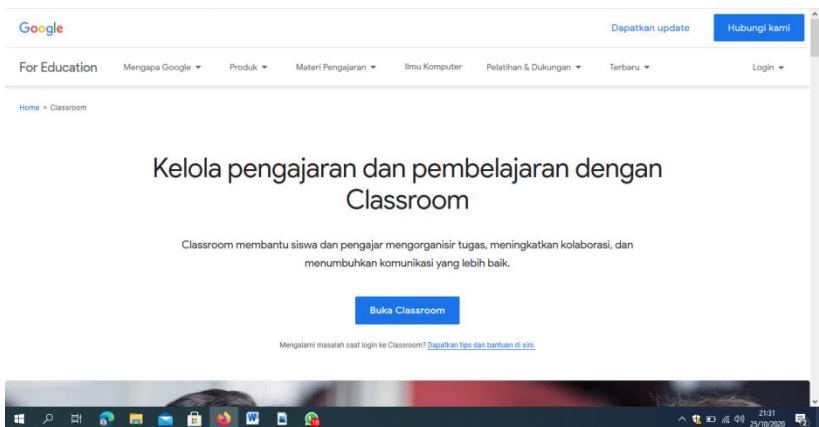 Google
Dapatkan update
Hubungi kami
For Education
Mengapa Google
Produk
Materi Pengajaran
Ilmu Komputer
Pelatihan & Dukungan
Terbaru
Login
Home > Classroom
Kelola pengajaran dan pembelajaran dengan
Classroom
Classroom membantu siswa dan pengajar mengorganisir tugas, meningkatkan kolaborasi, dan
menumbuhkan komunikasi yang lebih baik.
Buka Classroom
Mengalami masalah saat login ke Classroom? Dapatkan tips dan bantuan di sini.
21:31
25/10/2020